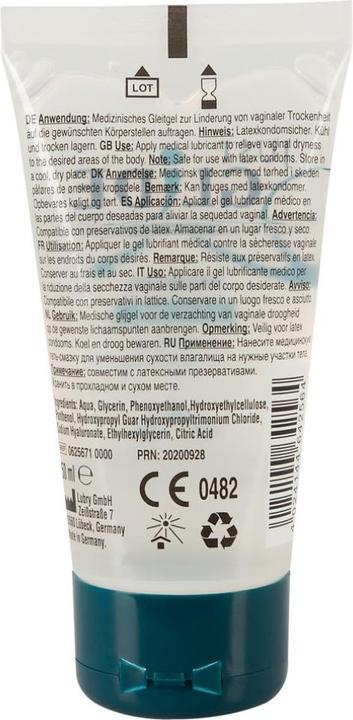 LOT
DE Anwendung: Medizinisches Gleitgel zur Linderung von vaginaler Trockenheit
auf die gewünschten Körperstellen auftragen. Hinweis: Latexkondomsicher. Kühl
und trocken lagern. GB Use: Apply medical lubricant to relieve vaginal dryness
to the desired areas of the body. Note: Safe for use with latex condoms. Store in
a cool, dry place. DK Anvendelse: Medicinsk glidecreme mod tørhed i skeden
påføres de ønskede kropsdele. Bemærk: Kan bruges med latexkondomer.
Opbevares køligt og tørt. ES Aplicación: Aplicar el gel lubricante médico en las
partes del cuerpo deseadas para aliviar la sequedad vaginal. Advertencia:
Compatible con preservativos de látex. Almacenar en un lugar fresco y seco.
FR Utilisation: Appliquer le gel lubrifiant médical contre la sécheresse vaginale
sur les endroits du corps désirés. Remarque: Résiste aux préservatifs en latex.
Conserver au frais et au sec. IT Uso: Applicare il gel lubrificante medico per
la riduzione della secchezza vaginale sulle parti del corpo desiderate. Avviso:
Compatibile con preservativi in lattice. Conservare in un luogo fresco e asciutto
NL Gebruik: Medische glijgel voor de verzachting van vaginale droogheid
op de gewenste lichaamspunten aanbrengen. Opmerking: Veilig voor latex
condooms. Koel en droog bewaren. RU Применение: Нанесите медицинскую
гель-смазку для уменьшения сухости влагалища на нужные участки тела.
Примечание: совместим с латексными презервативами.
Хранить в прохладном и сухом месте.
Ingredients: Aqua, Glycerin, Phenoxyethanol, Hydroxyethylcellulose,
Panthenol, Hydroxypropyl Guar Hydroxypropyltrimonium Chloride,
Sodium Hyaluronate, Ethylhexylglycerin, Citric Acid
0625671 0000 PRN: 20200928
50 ml ℮
Lubry GmbH
Zeißstraße 7
Lübeck, Germany
Made in Germany.
CE 0482